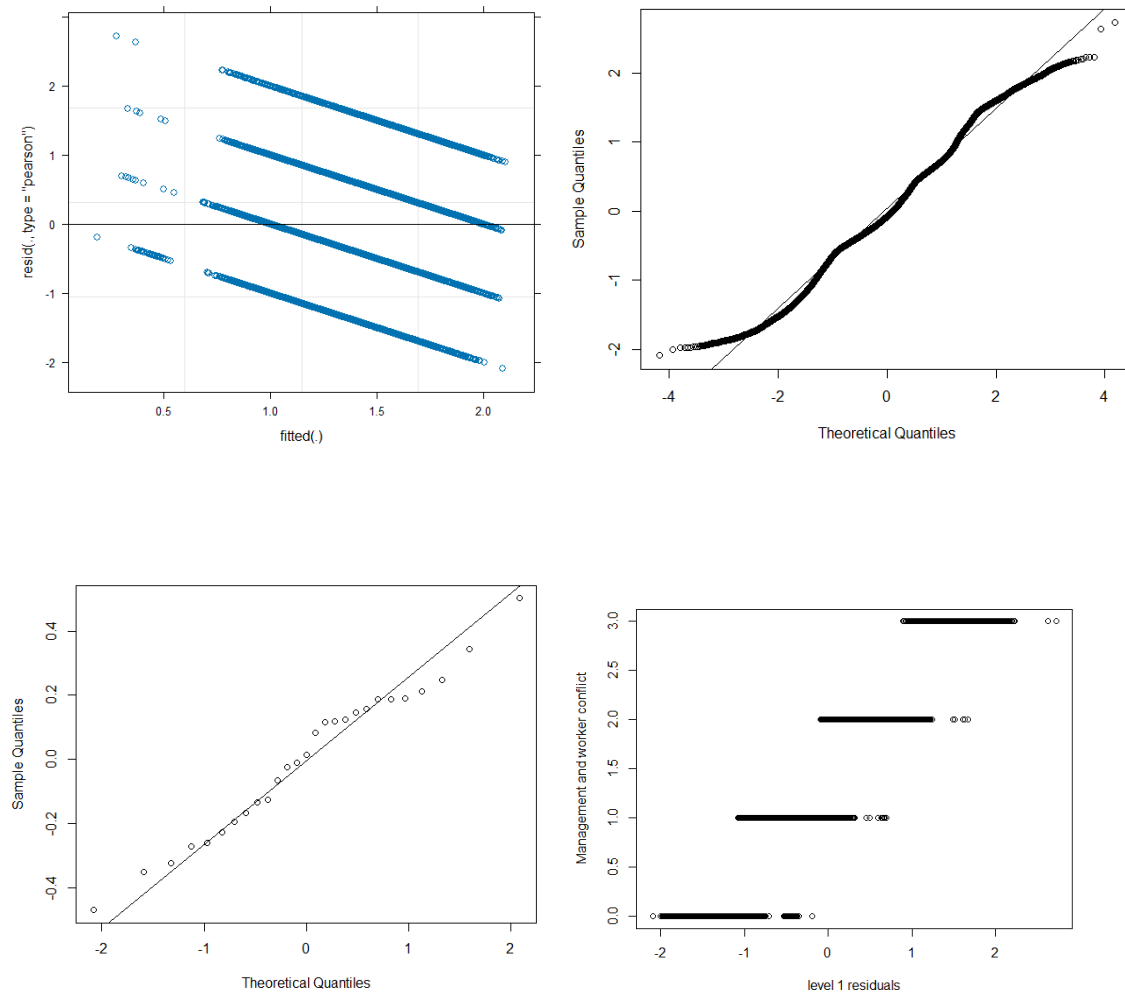 2
1
0
-1
-2
resid(., type = "pearson")
0.5 1.0 1.5 2.0
fitted(.)
2
1
0
-1
-2
Sample Quantiles
-4 -2 0 2 4
Theoretical Quantiles
0.4
0.2
0.0
-0.2
-0.4
Sample Quantiles
-2 -1 0 1 2
Theoretical Quantiles
3.0
2.5
2.0
1.5
1.0
0.5
0.0
Management and worker conflict
-2 -1 0 1 2
level 1 residuals